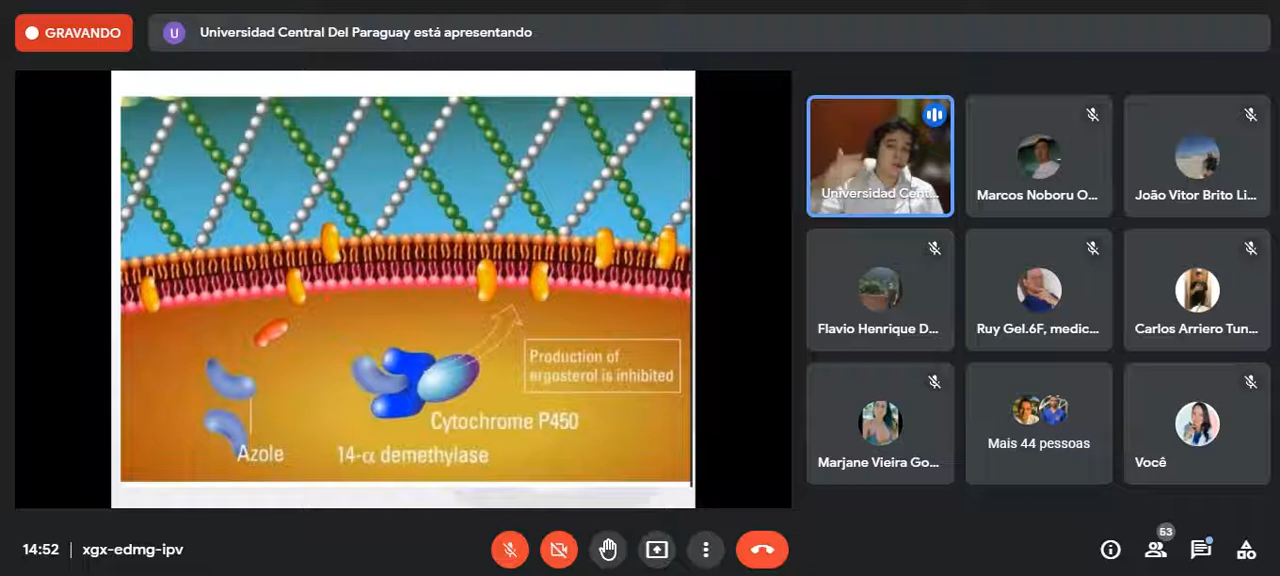 GRAVANDO
U
Universidad Central Del Paraguay está apresentando
Production of
ergosterol is inhibited
Cytochrome P450
Azole
14-α demethylase
Universidad Cent...
Marcos Noboru O...
João Vitor Brito Li...
Flavio Henrique D...
Ruy Gel.6F, medic...
Carlos Arriero Tun...
Marjane Vieira Go...
Mais 44 pessoas
Você
14:52 | xgx-edmg-ipv
53